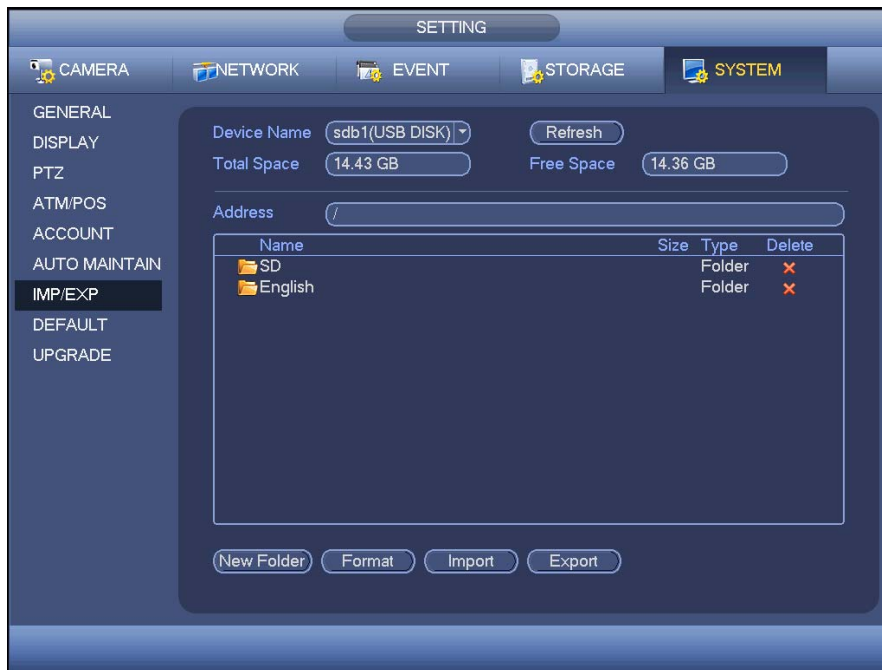 SETTING
CAMERA NETWORK EVENT STORAGE SYSTEM
GENERAL
DISPLAY
PTZ
ATM/POS
ACCOUNT
AUTO MAINTAIN
IMP/EXP
DEFAULT
UPGRADE
Device Name sdb1(USB DISK) Refresh
Total Space 14.43 GB Free Space 14.36 GB
Address /
Name Size Type Delete
SD Folder
English Folder
New Folder Format Import Export